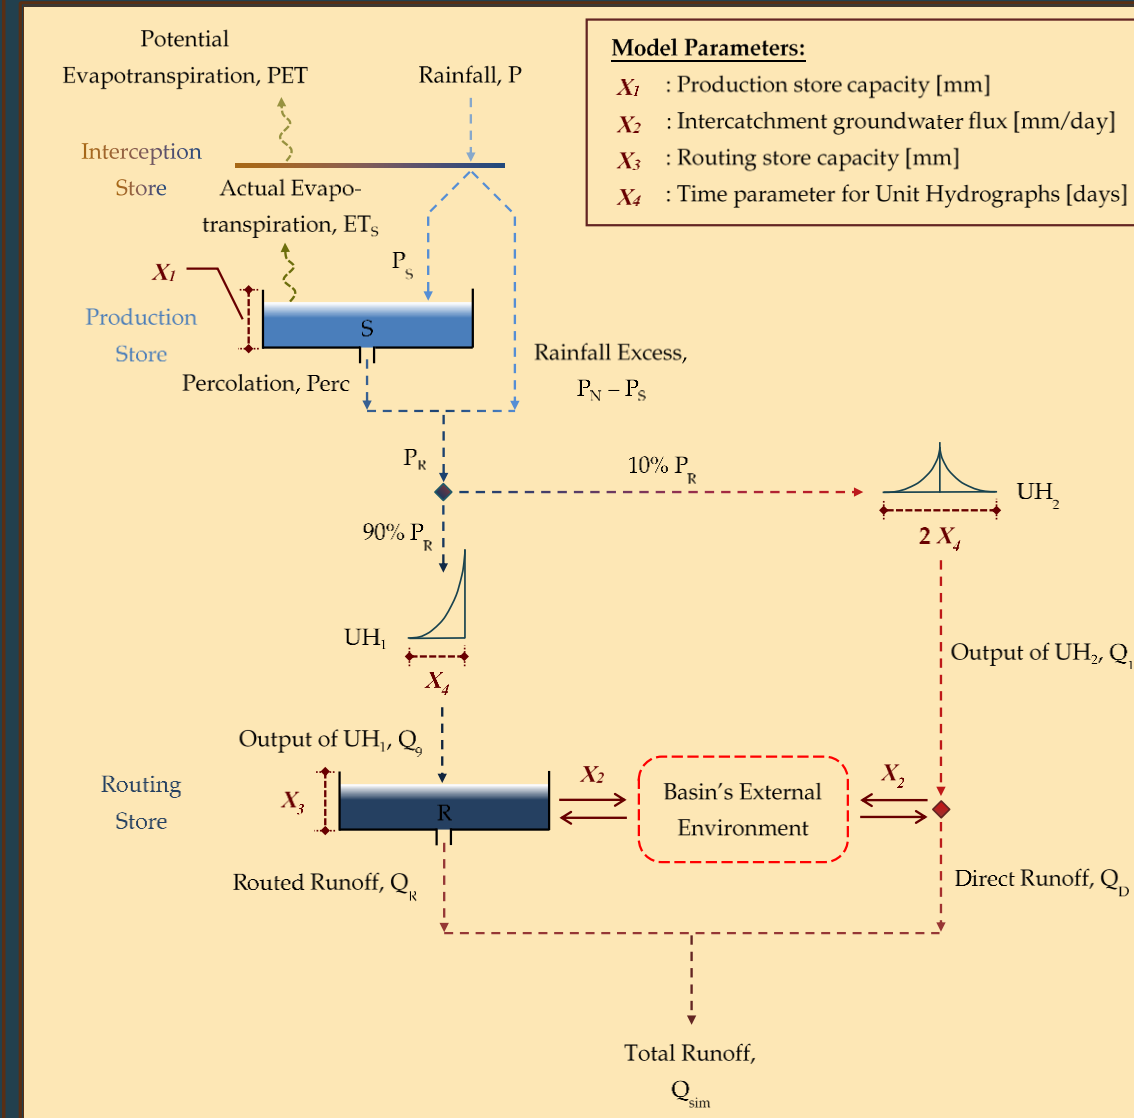 Potential
Evapotranspiration, PET
Rainfall, P
Model Parameters:
X1 : Production store capacity [mm]
X2 : Intercatchment groundwater flux [mm/day]
X3 : Routing store capacity [mm]
X4 : Time parameter for Unit Hydrographs [days]
Interception
Store
Actual Evapo-
transpiration, ETS
PS
X1
Production
Store
S
Percolation, Perc
Rainfall Excess,
PN – PS
PR
10% PR
UH2
2 X4
90% PR
UH1
X4
Output of UH2, Q1
Output of UH1, Q9
Routing
Store
X3
R
X2
Basin's External
Environment
X2
Routed Runoff, QR
Direct Runoff, QD
Total Runoff,
Qsim